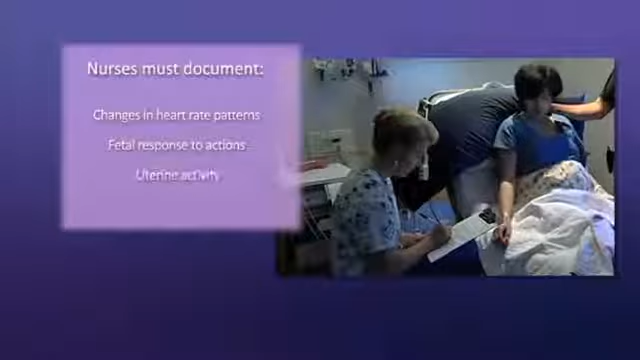 Nurses must document:
Changes in heart rate patterns
Fetal response to actions
Uterine activity